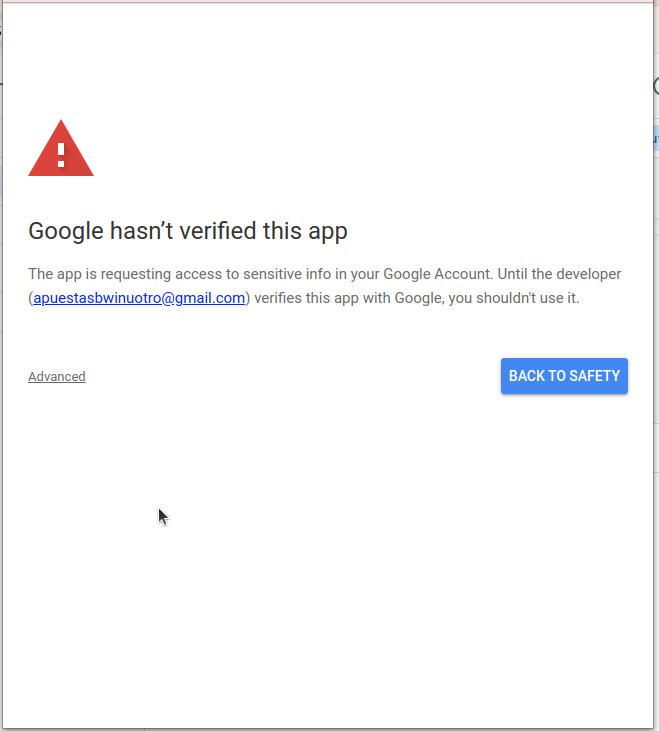 Google hasn't verified this app
The app is requesting access to sensitive info in your Google Account. Until the developer
(apuestasbwinuotro@gmail.com) verifies this app with Google, you shouldn't use it.
Advanced
BACK TO SAFETY